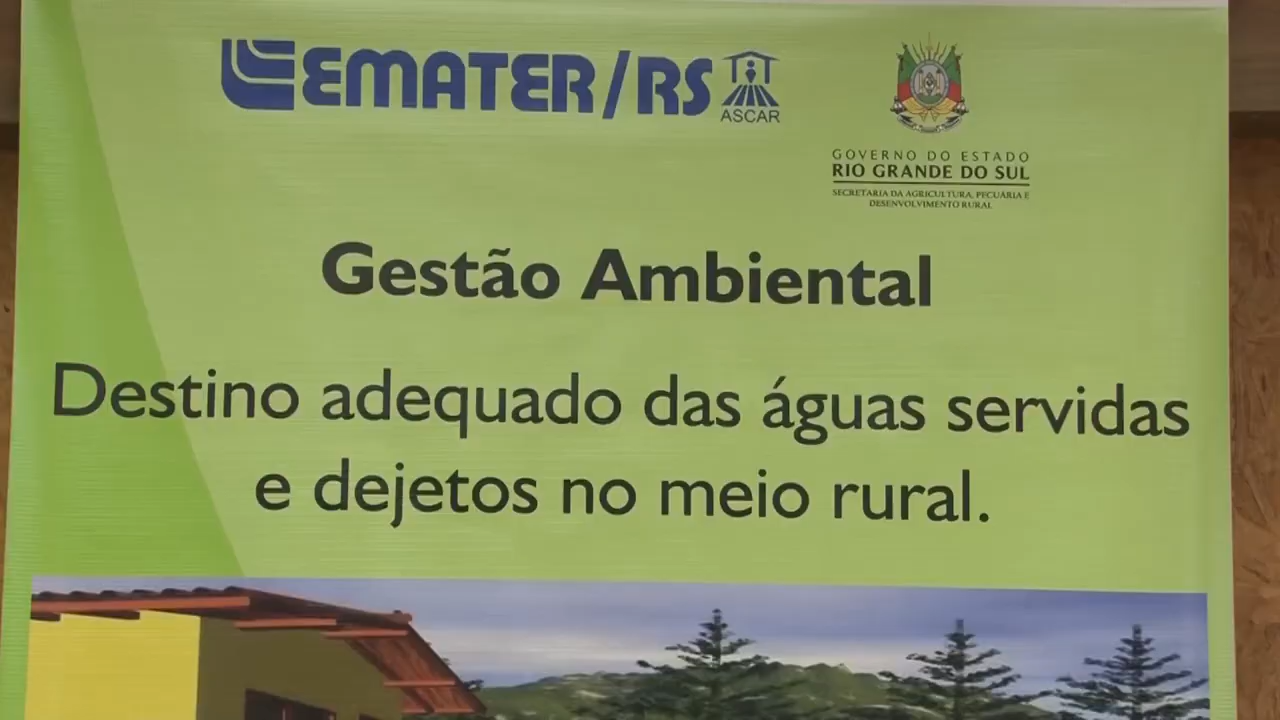 EMATER/RS
ASCAR
GOVERNO DO ESTADO
RIO GRANDE DO SUL
SECRETARIA DA AGRICULTURA, PECUÁRIA E
DESENVOLVIMENTO RURAL
Gestão Ambiental
Destino adequado das águas servidas
e dejetos no meio rural.